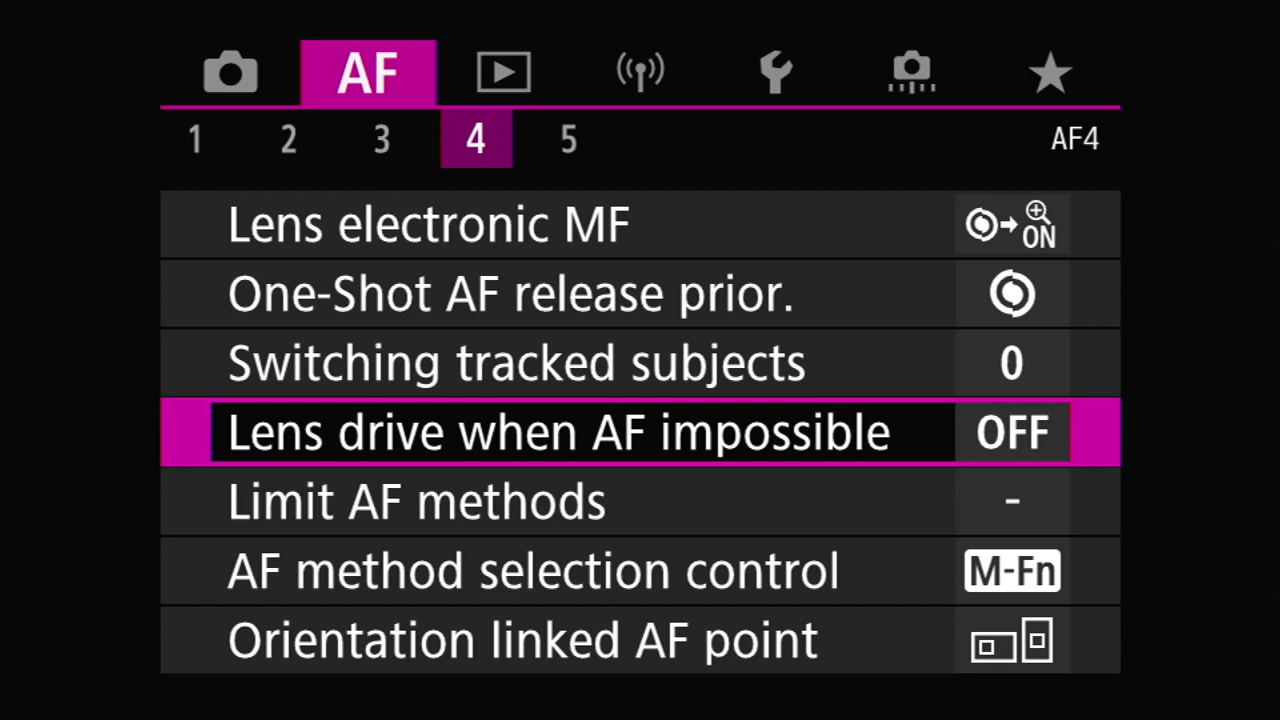 AF
1 2 3 4 5 AF4
Lens electronic MF ON
One-Shot AF release prior.
Switching tracked subjects 0
Lens drive when AF impossible OFF
Limit AF methods -
AF method selection control M-Fn
Orientation linked AF point